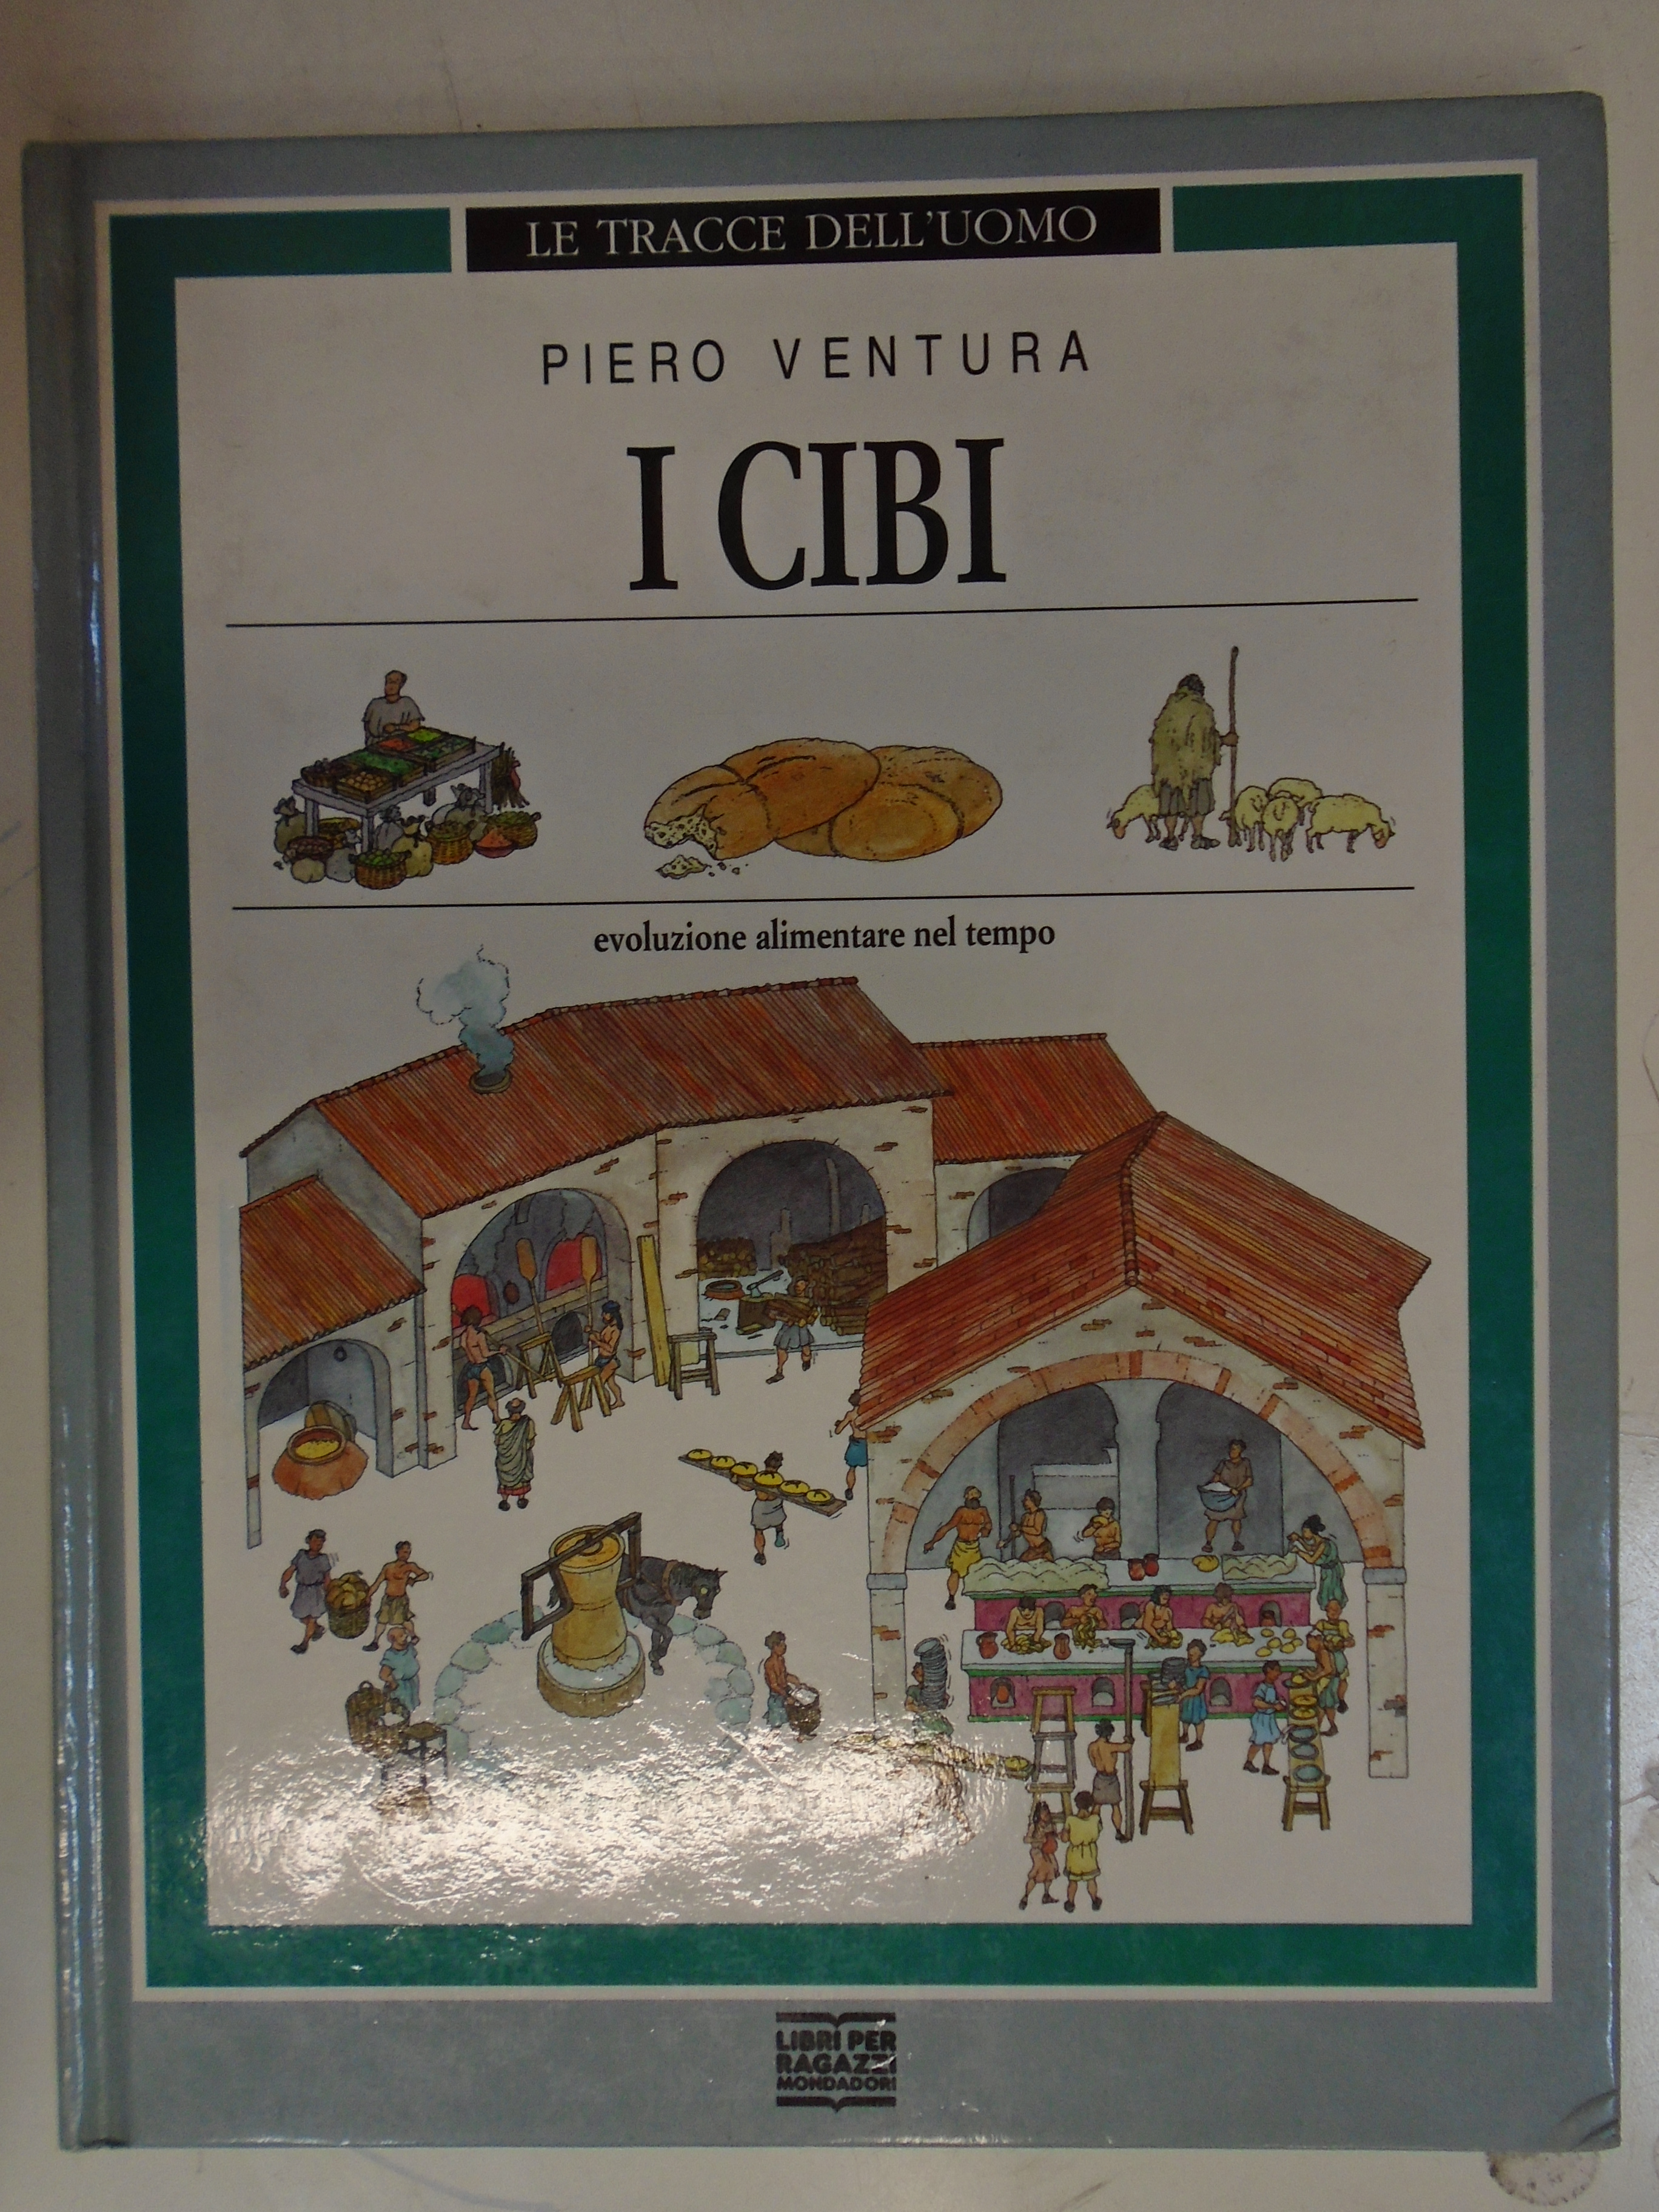 LE TRACCE DELL'UOMO
PIERO VENTURA
I CIBI
evoluzione alimentare nel tempo
LIBRI PER
RAGAZZI
MONDADORI